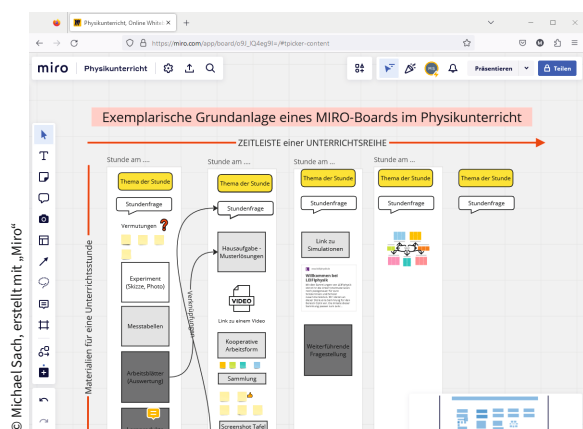 Physikunterricht, Online Whitel
https://miro.com/app/board/
miro
Physikunterricht
Präsentieren
Teilen
Exemplarische Grundanlage eines MIRO-Boards im Physikunterricht
ZEITLEISTE einer UNTERRICHTSREIHE
Materialien für eine Unterrichtsstunde
Stunde am ....
Thema der Stunde
Stundenfrage
Vermutungen
Experiment
(Skizze, Photo)
Messtabellen
Arbeitsblätter
(Auswertung)
Verknüpfungen
Stunde am ....
Thema der Stunde
Stundenfrage
Hausaufgabe -
Musterlösungen
VIDEO
Link zu einem Video
Kooperative
Arbeitsform
Sammlung
Screenshot Tafel
Stunde am ...
Thema der Stunde
Stundenfrage
Link zu
Simulationen
Willkommen bei
LEIFIphysik
Weiterführende
Fragestellung
Stunde am ...
Thema der Stunde
Stundenfrage
Thema der Stunde
Stundenfrage
© Michael Sach, erstellt mit „Miro“